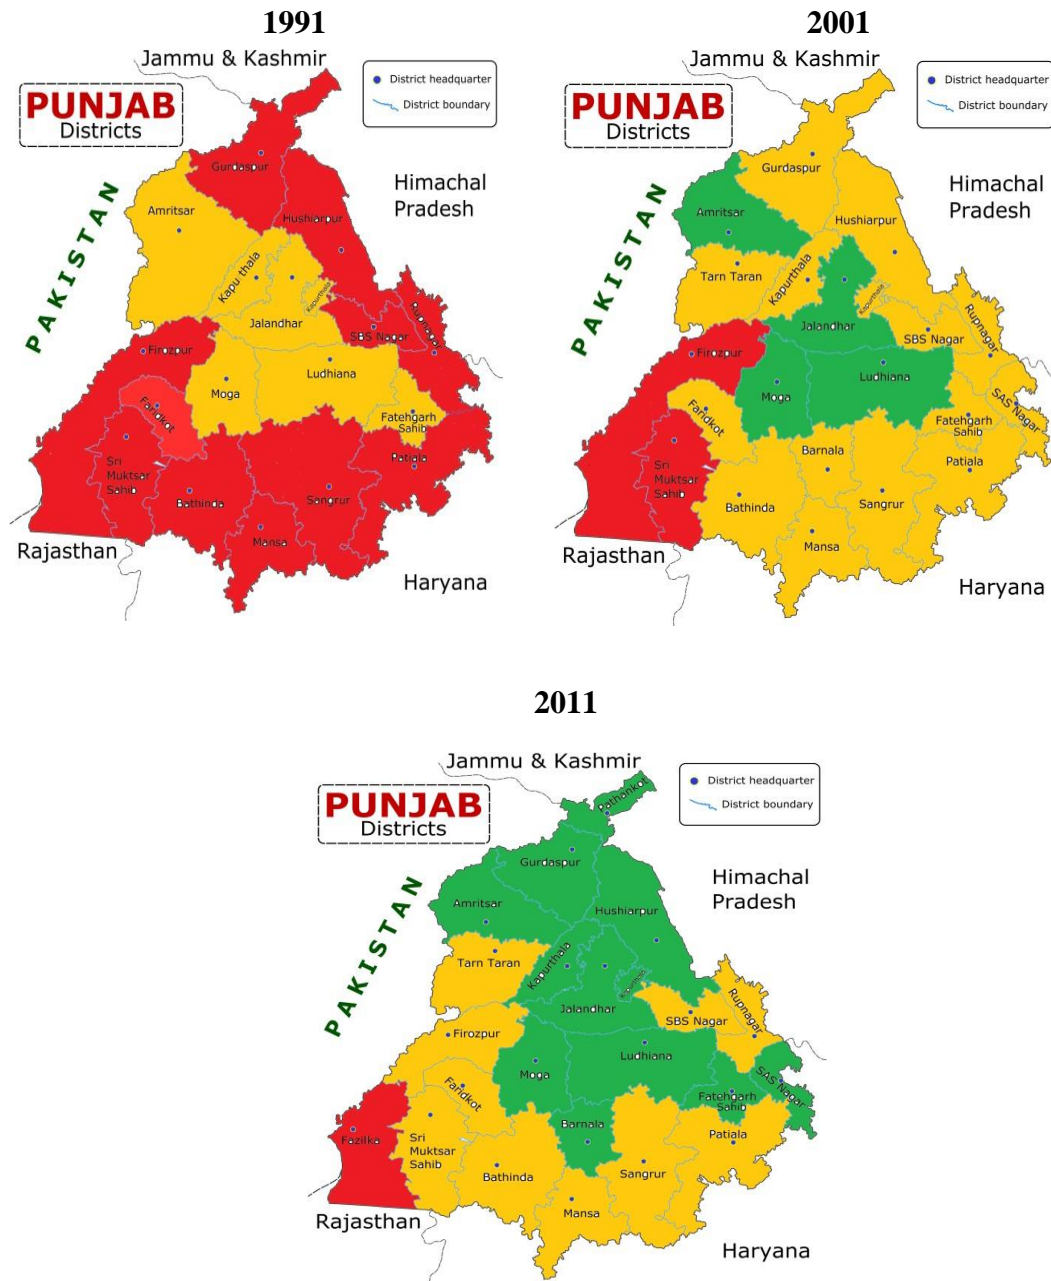 1991
Jammu & Kashmir
PUNJAB
Districts
District headquarter
District boundary
PAKISTAN
Himachal
Pradesh
Gurdaspur
Amritsar
Hushiarpur
Kapu thala
Kapurthala
Rupnagar
Jalandhar
SBS Nagar
Firozpur
Ludhiana
Moga
Faridkot
Fatehgarh
Sahib
Patiala
Sri
Muktsar
Sahib
Bathinda
Sangrur
Mansa
Rajasthan
Haryana
2001
Jammu & Kashmir
PUNJAB
Districts
District headquarter
District boundary
PAKISTAN
Himachal
Pradesh
Gurdaspur
Amritsar
Hushiarpur
Tarn Taran
Kapurthala
Kapurthala
Rupnagar
Jalandhar
SBS Nagar
Firozpur
Ludhiana
Moga
SAS Nagar
Faridkot
Fatehgarh
Sahib
Barnala
Patiala
Sri
Muktsar
Sahib
Bathinda
Sangrur
Mansa
Rajasthan
Haryana
2011
Jammu & Kashmir
PUNJAB
Districts
District headquarter
District boundary
PAKISTAN
Himachal
Pradesh
Pathankot
Gurdaspur
Amritsar
Hushiarpur
Tarn Taran
Kapurthala
Kapurthala
Rupnagar
Jalandhar
SBS Nagar
Firozpur
Ludhiana
Moga
SAS Nagar
Faridkot
Fatehgarh
Sahib
Barnala
Patiala
Fazilka
Sri
Muktsar
Sahib
Bathinda
Sangrur
Mansa
Rajasthan
Haryana